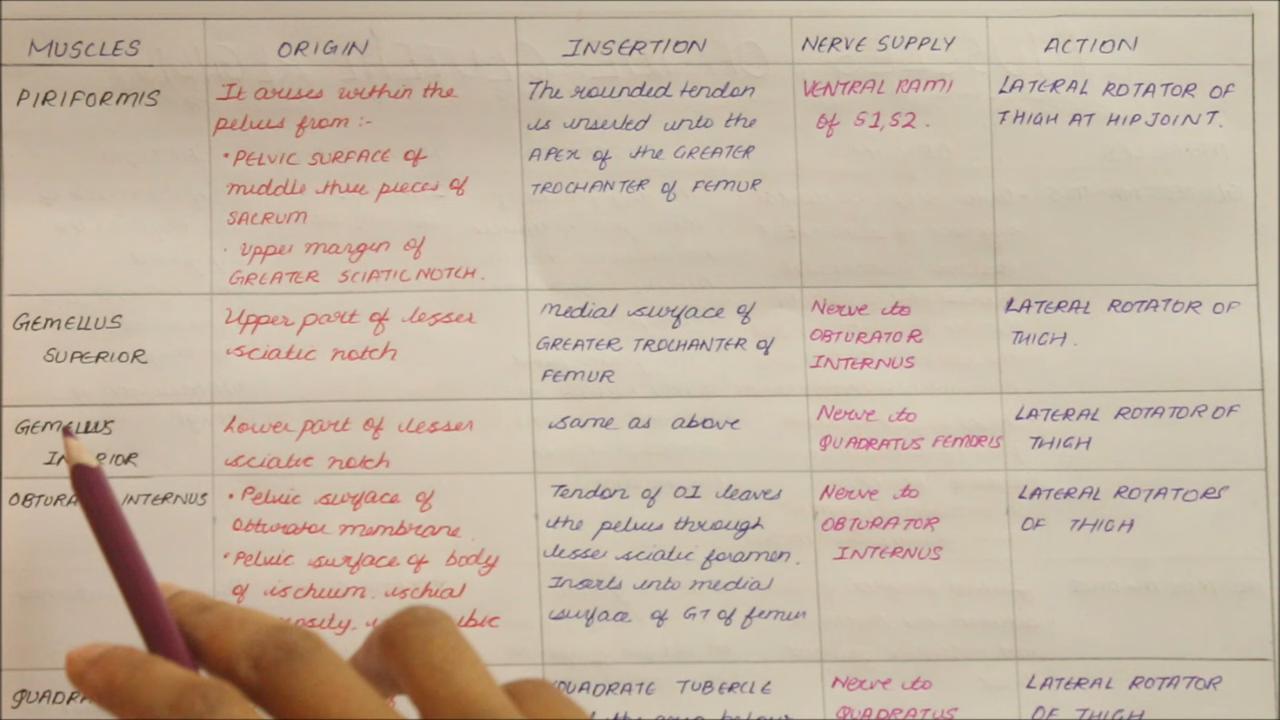 MUSCLES
ORIGIN
INSERTION
NERVE SUPPLY
ACTION
PIRIFORMIS
It arises within the
pelvis from :-
• PELVIC SURFACE of
middle three pieces of
SACRUM
· Upper margin of
GREATER SCIATIC NOTCH.
The rounded tendon
is inserted into the
APEX of the GREATER
TROCHANTER of FEMUR
VENTRAL RAMI
Of S1, S2.
LATERAL ROTATOR OF
THIGH AT HIP JOINT.
GEMELLUS
SUPERIOR
Upper part of lesser
sciatic notch
medial surface of
GREATER TROCHANTER of
FEMUR
Nerve to
OBTURATOR
INTERNUS
LATERAL ROTATOR OF
THIGH.
GEMELLUS
Lower part of lesser
sciatic notch
same as above
Nerve to
QUADRATUS FEMORIS
LATERAL ROTATOR OF
THIGH
INTERNUS
• Pelvic surface of
Obturator membrane
• Pelvic surface of body
of ischium. ischial
Tendon of OI leaves
the pelvis through
lesser sciatic foramen.
Inserts into medial
surface of GT of femur
Nerve to
OBTURATOR
INTERNUS
LATERAL ROTATORS
OF THIGH
QUADRATE TUBERCLE
Nerve to
QUADRATUS
LATERAL ROTATOR
OF THIGH